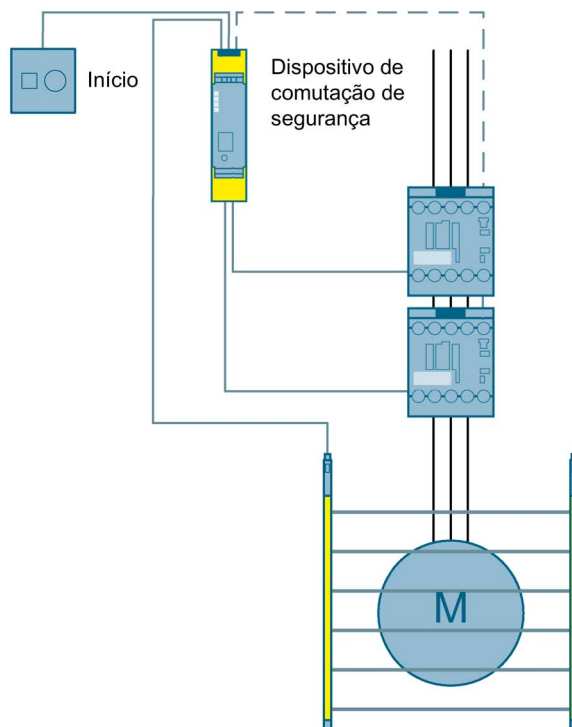 Início
Dispositivo de
comutação de
segurança
M